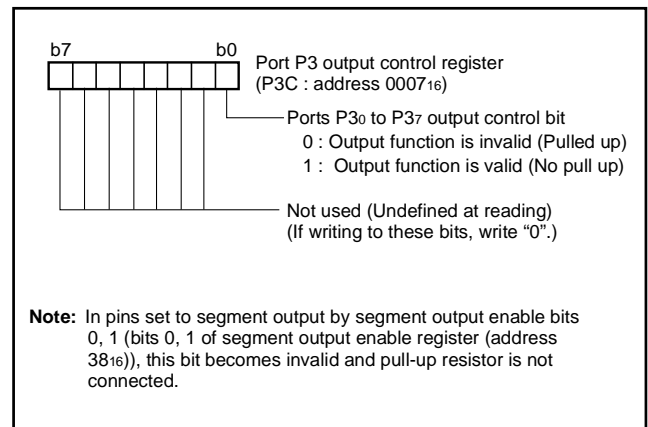 b7 b0
Port P3 output control register
(P3C : address 0007₁₆)
Ports P3₀ to P3₇ output control bit
0 : Output function is invalid (Pulled up)
1 : Output function is valid (No pull up)
Not used (Undefined at reading)
(If writing to these bits, write “0”.)
Note: In pins set to segment output by segment output enable bits
0, 1 (bits 0, 1 of segment output enable register (address
38₁₆)), this bit becomes invalid and pull-up resistor is not
connected.